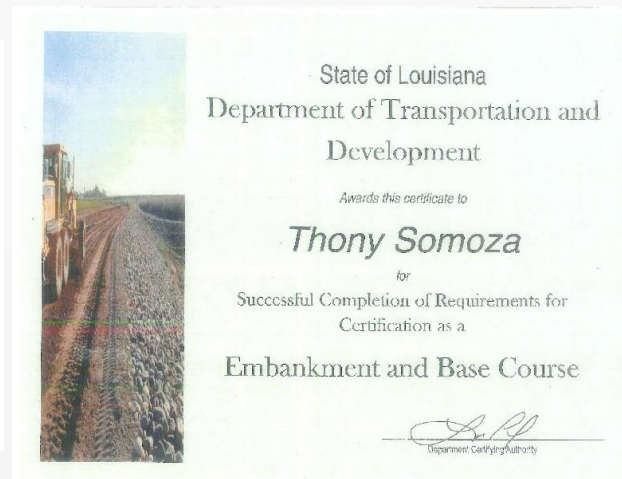 State of Louisiana
Department of Transportation and
Development
Awards this certificate to
Thony Somoza
for
Successful Completion of Requirements for
Certification as a
Embankment and Base Course
Department Certifying Authority